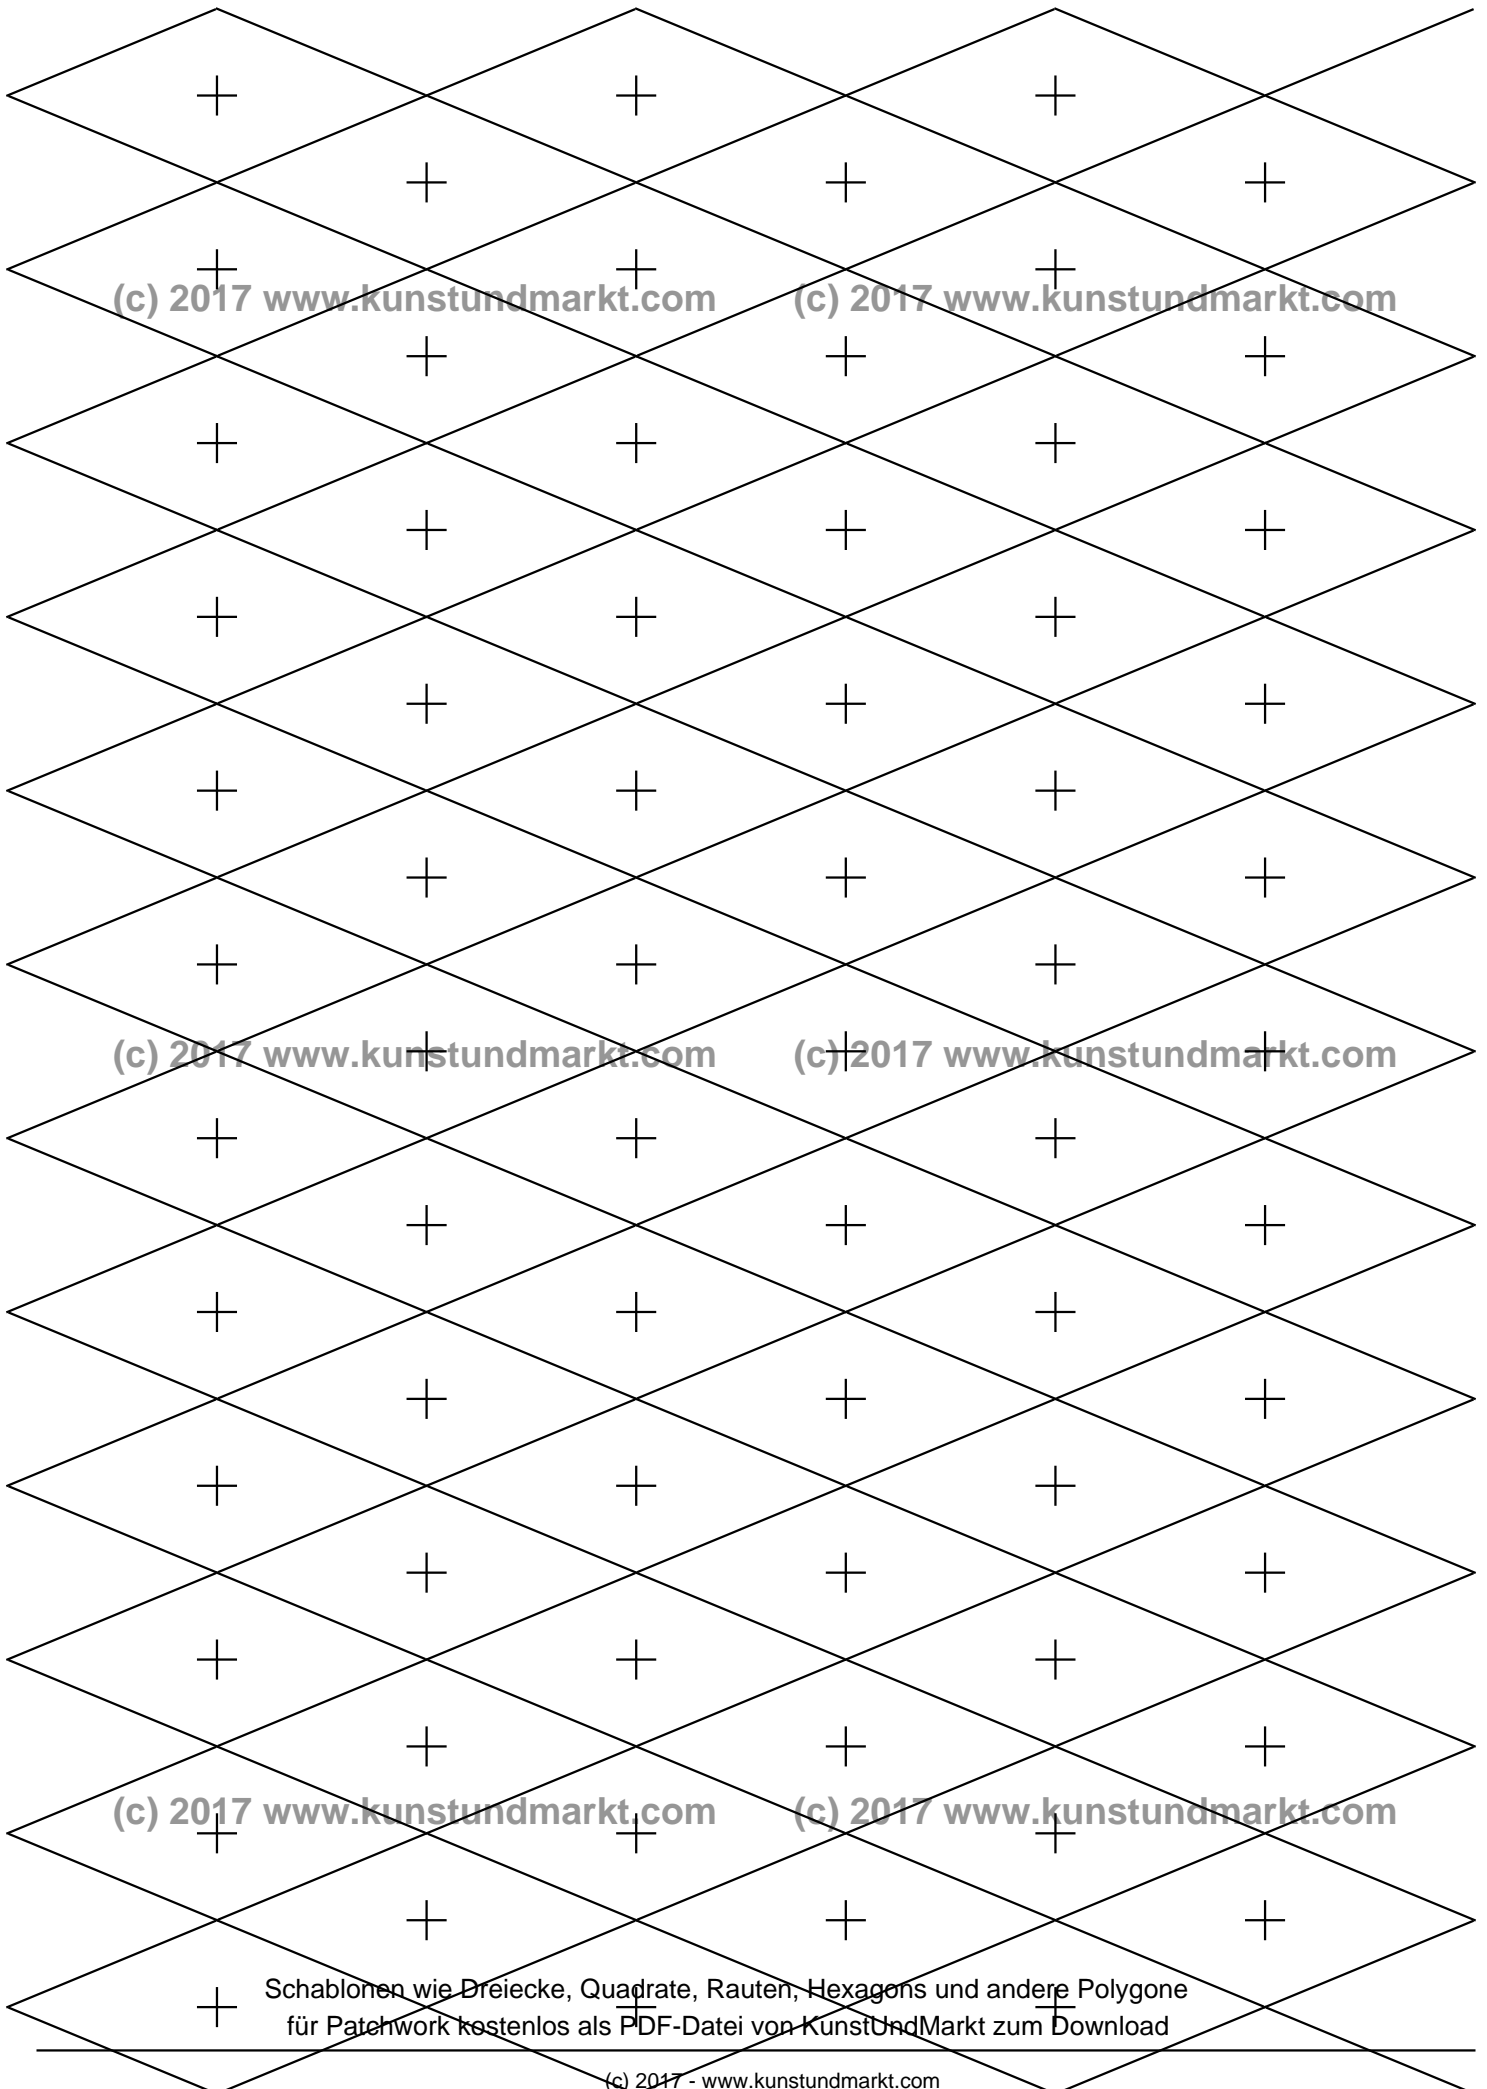 (c) 2017 www.kunstundmarkt.com
(c) 2017 www.kunstundmarkt.com
(c) 2017 www.kunstundmarkt.com
(c) 2017 www.kunstundmarkt.com
(c) 2017 www.kunstundmarkt.com
(c) 2017 www.kunstundmarkt.com
Schablonen wie Dreiecke, Quadrate, Rauten, Hexagons und andere Polygone
für Patchwork kostenlos als PDF-Datei von KunstUndMarkt zum Download
(c) 2017 - www.kunstundmarkt.com